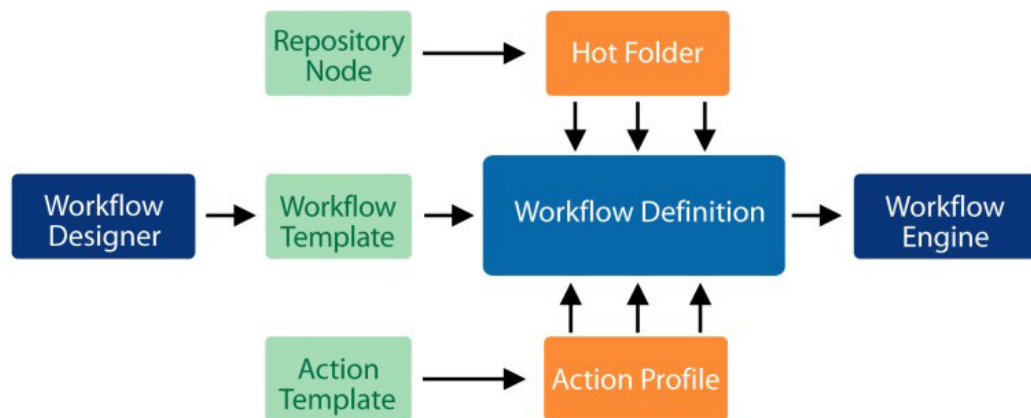 Repository
Node
Hot Folder
Workflow
Designer
Workflow
Template
Workflow Definition
Workflow
Engine
Action
Template
Action Profile